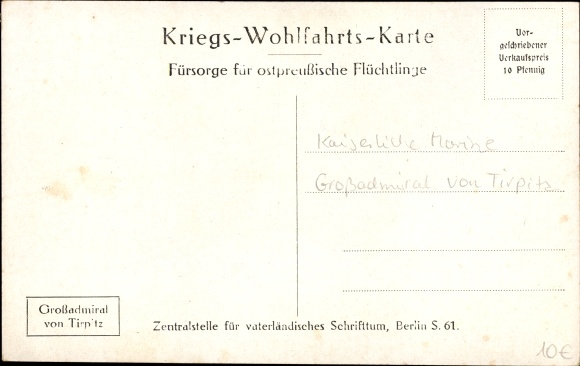 Kriegs-Wohlfahrts-Karte
Fürsorge für ostpreußische Flüchtlinge
Vor-
geschriebener
Verkaufspreis
10 Pfennig
Kaiserliche Marine
Großadmiral von Tirpitz
Großadmiral
von Tirpitz
Zentralstelle für vaterländisches Schrifttum, Berlin S. 61.
10€